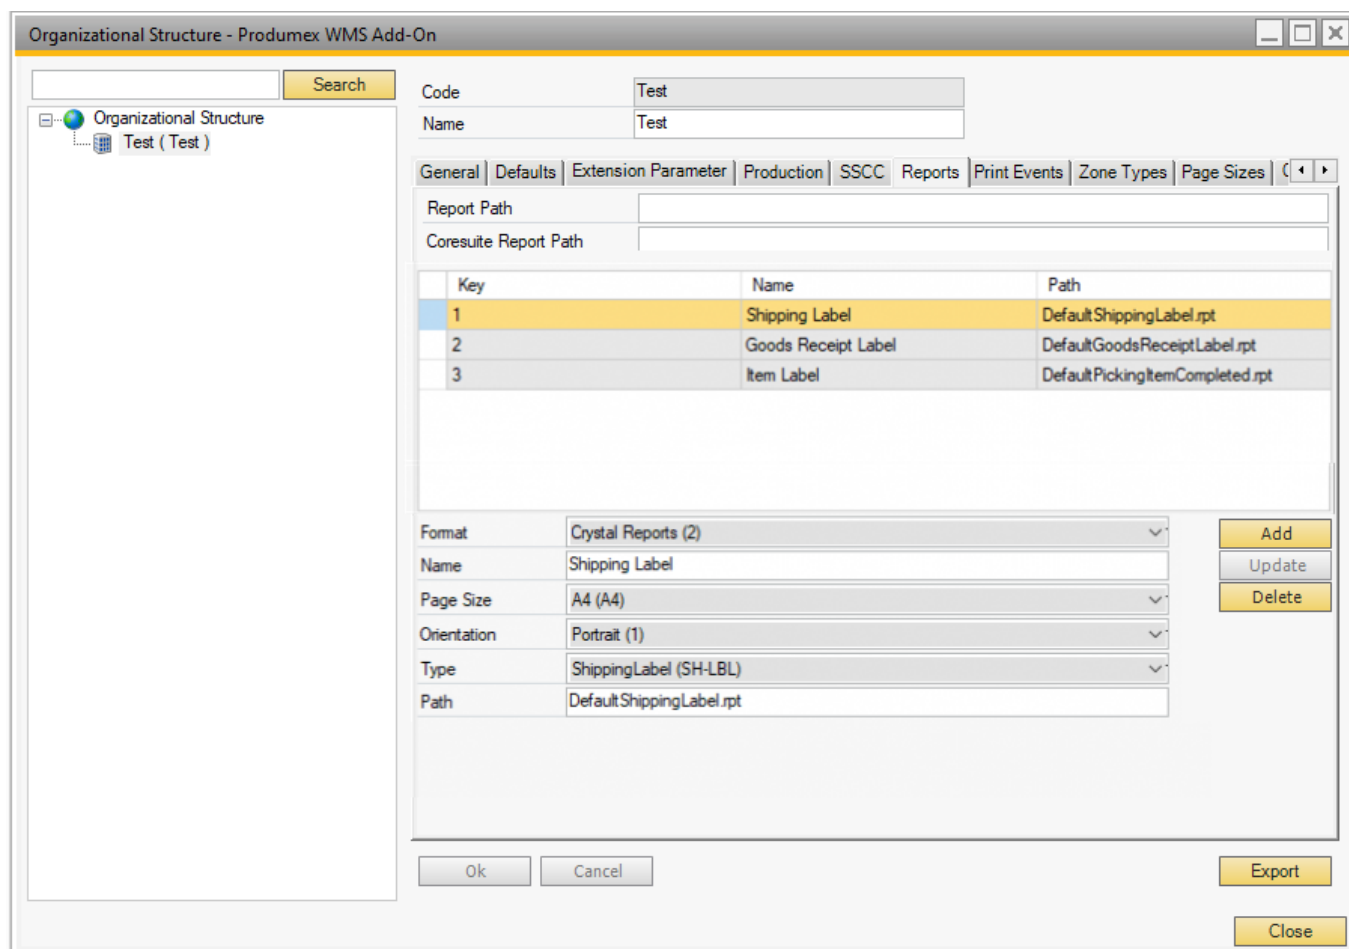 Organizational Structure - Produmex WMS Add-On
Search
Organizational Structure
Test ( Test )
Code Test
Name Test
General Defaults Extension Parameter Production SSCC Reports Print Events Zone Types Page Sizes
Report Path
Coresuite Report Path
Key Name Path
1 Shipping Label DefaultShippingLabel.rpt
2 Goods Receipt Label DefaultGoodsReceiptLabel.rpt
3 Item Label DefaultPickingItemCompleted.rpt
Format Crystal Reports (2) Add
Name Shipping Label Update
Page Size A4 (A4) Delete
Orientation Portrait (1)
Type ShippingLabel (SH-LBL)
Path DefaultShippingLabel.rpt
Ok Cancel Export
Close